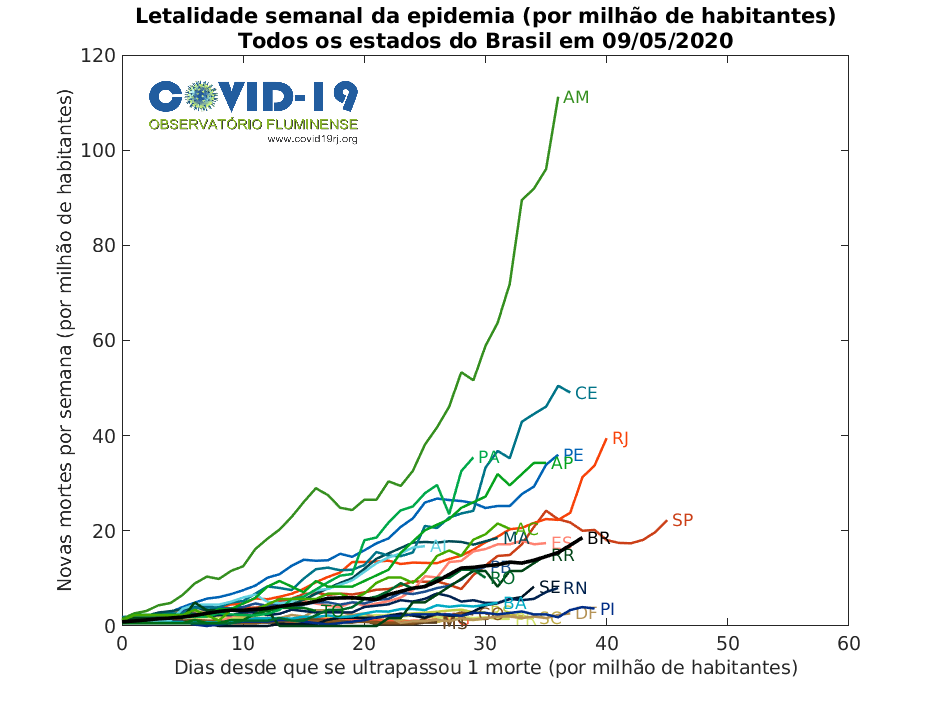 Letalidade semanal da epidemia (por milhão de habitantes)
Todos os estados do Brasil em 09/05/2020
COVID-19
OBSERVATÓRIO FLUMINENSE
www.covid19rj.org
Novas mortes por semana (por milhão de habitantes)
120
100
80
60
40
20
0
AM
CE
RJ
PE
PA
AP
SP
AC
BR
MA
ES
AL
RR
RO
SE
RN
BA
TO
PI
DF
SC
MS
0 10 20 30 40 50 60
Dias desde que se ultrapassou 1 morte (por milhão de habitantes)